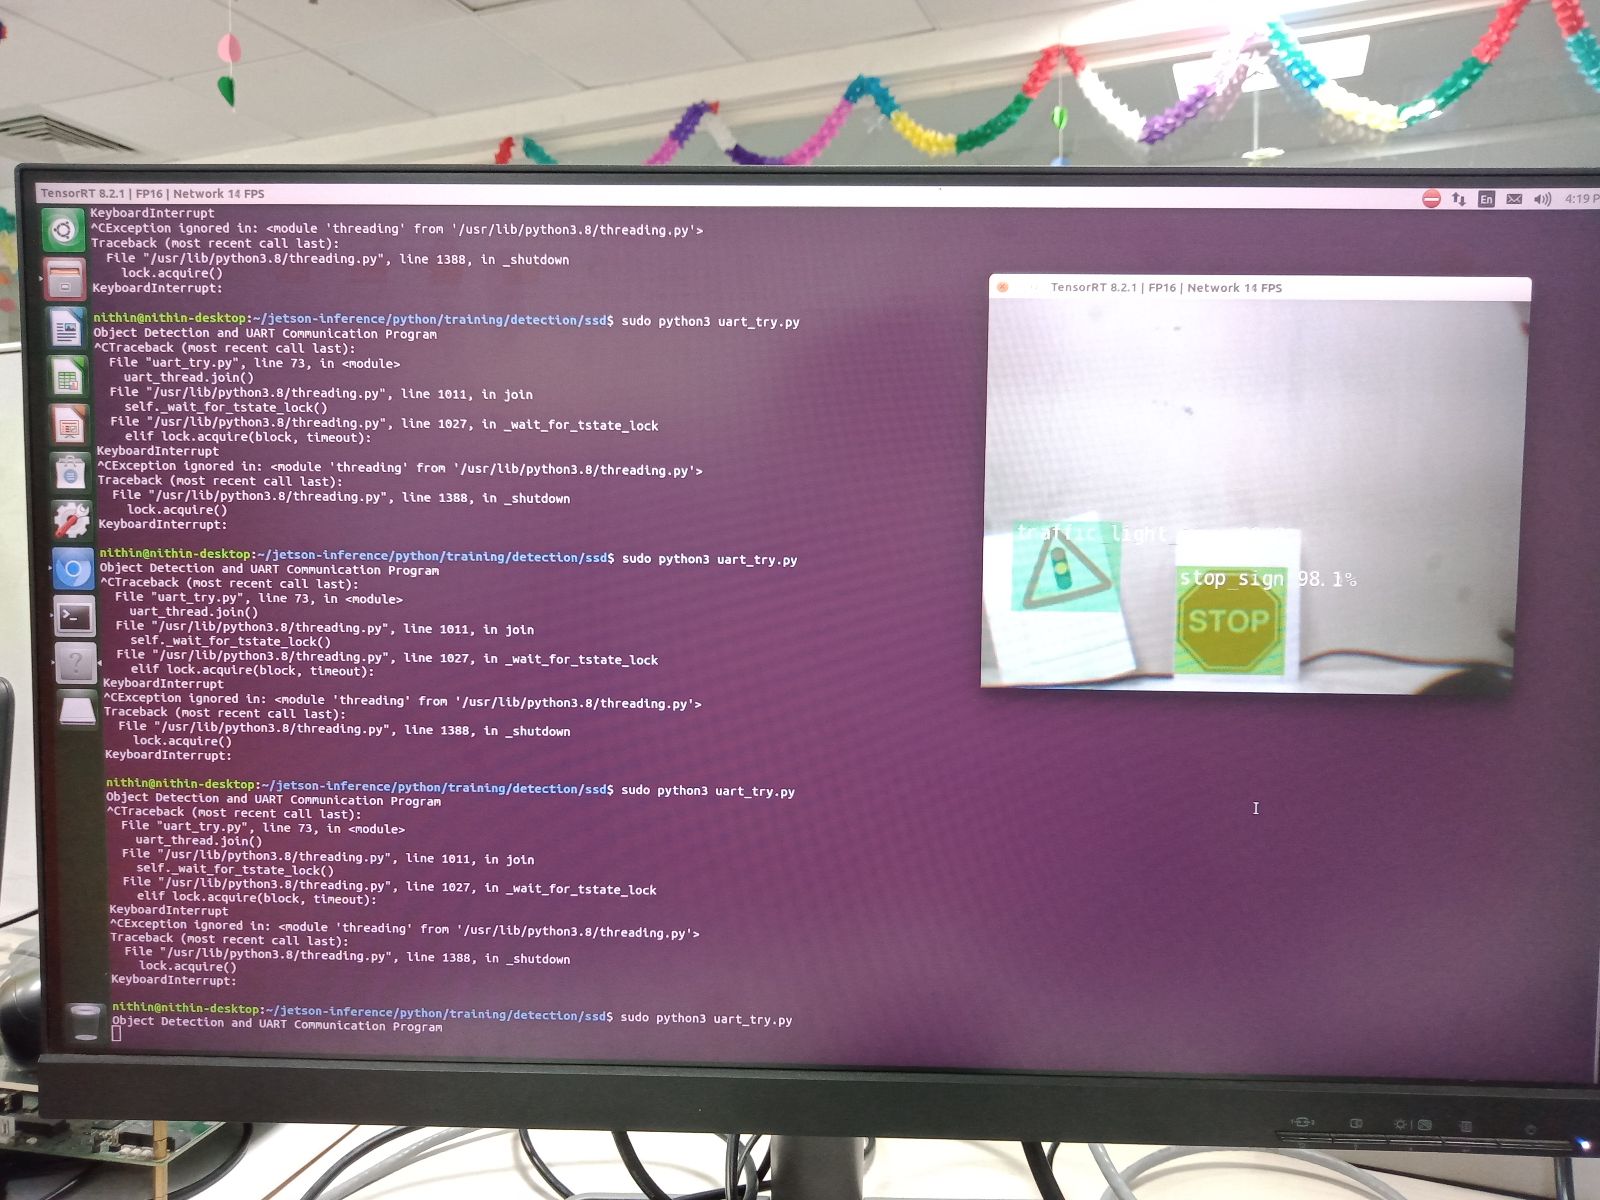 TensorRT 8.2.1 | FP16 | Network 14 FPS
En
4:19 P
KeyboardInterrupt
^CException ignored in: <module 'threading' from '/usr/lib/python3.8/threading.py'>
Traceback (most recent call last):
File "/usr/lib/python3.8/threading.py", line 1388, in _shutdown
lock.acquire()
KeyboardInterrupt:
nithin@nithin-desktop:~/jetson-inference/python/training/detection/ssd$ sudo python3 uart_try.py
Object Detection and UART Communication Program
^CTraceback (most recent call last):
File "uart_try.py", line 73, in <module>
uart_thread.join()
File "/usr/lib/python3.8/threading.py", line 1011, in join
self._wait_for_tstate_lock()
File "/usr/lib/python3.8/threading.py", line 1027, in _wait_for_tstate_lock
elif lock.acquire(block, timeout):
KeyboardInterrupt
^CException ignored in: <module 'threading' from '/usr/lib/python3.8/threading.py'>
Traceback (most recent call last):
File "/usr/lib/python3.8/threading.py", line 1388, in _shutdown
lock.acquire()
KeyboardInterrupt:
nithin@nithin-desktop:~/jetson-inference/python/training/detection/ssd$ sudo python3 uart_try.py
Object Detection and UART Communication Program
^CTraceback (most recent call last):
File "uart_try.py", line 73, in <module>
uart_thread.join()
File "/usr/lib/python3.8/threading.py", line 1011, in join
self._wait_for_tstate_lock()
File "/usr/lib/python3.8/threading.py", line 1027, in _wait_for_tstate_lock
elif lock.acquire(block, timeout):
KeyboardInterrupt
^CException ignored in: <module 'threading' from '/usr/lib/python3.8/threading.py'>
Traceback (most recent call last):
File "/usr/lib/python3.8/threading.py", line 1388, in _shutdown
lock.acquire()
KeyboardInterrupt:
nithin@nithin-desktop:~/jetson-inference/python/training/detection/ssd$ sudo python3 uart_try.py
Object Detection and UART Communication Program
^CTraceback (most recent call last):
File "uart_try.py", line 73, in <module>
uart_thread.join()
File "/usr/lib/python3.8/threading.py", line 1011, in join
self._wait_for_tstate_lock()
File "/usr/lib/python3.8/threading.py", line 1027, in _wait_for_tstate_lock
elif lock.acquire(block, timeout):
KeyboardInterrupt
^CException ignored in: <module 'threading' from '/usr/lib/python3.8/threading.py'>
Traceback (most recent call last):
File "/usr/lib/python3.8/threading.py", line 1388, in _shutdown
lock.acquire()
KeyboardInterrupt:
nithin@nithin-desktop:~/jetson-inference/python/training/detection/ssd$ sudo python3 uart_try.py
Object Detection and UART Communication Program
TensorRT 8.2.1 | FP16 | Network 14 FPS
traffic light
stop_sign 98.1%
STOP